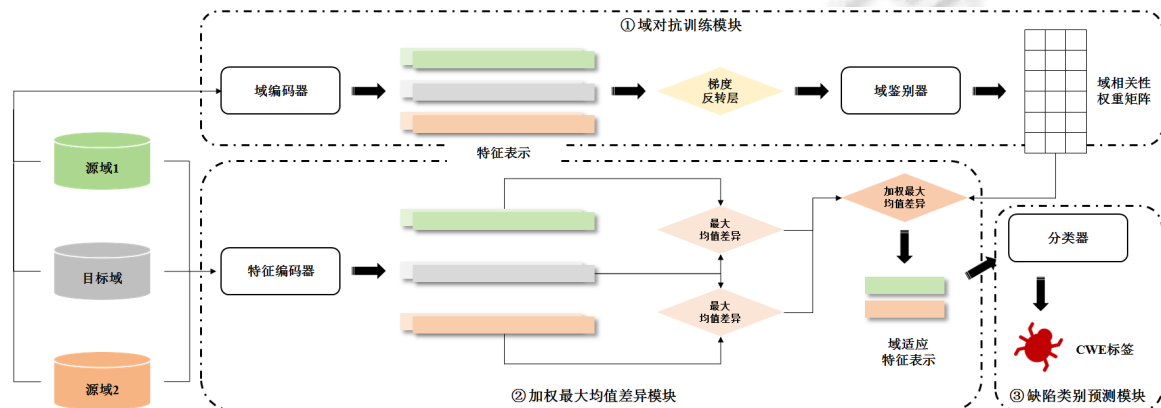 ①域对抗训练模块
域编码器
梯度
反转层
域鉴别器
域相关性
权重矩阵
特征表示
源域1
目标域
源域2
特征编码器
最大
均值差异
最大
均值差异
加权最大
均值差异
域适应
特征表示
②加权最大均值差异模块
分类器
CWE标签
③缺陷类别预测模块